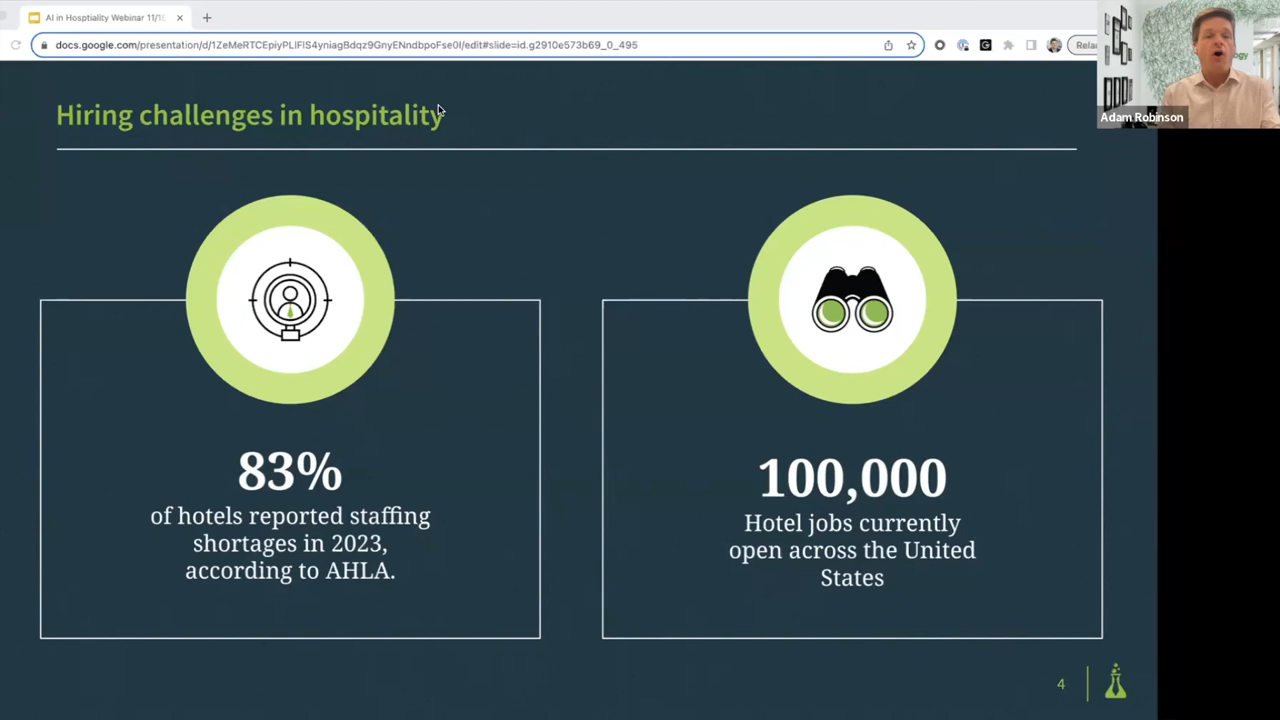 AI in Hosptiality Webinar 11/1
docs.google.com/presentation/d/1ZeMeRTCEpiyPLIFlS4yniagBdqz9GnyENndbpoFse0I/edit#slide=id.g2910e573b69_0_495
Adam Robinson
Hiring challenges in hospitality
83%
of hotels reported staffing
shortages in 2023,
according to AHLA.
100,000
Hotel jobs currently
open across the United
States
4